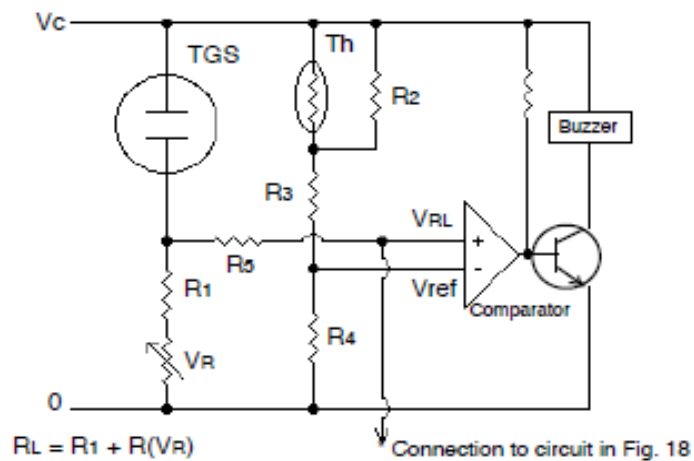 Vc
TGS
Th
R2
Buzzer
R3
VRL
+
R5
-
R1
Vref
Comparator
R4
VR
0
RL = R1 + R(VR)
Connection to circuit in Fig. 18